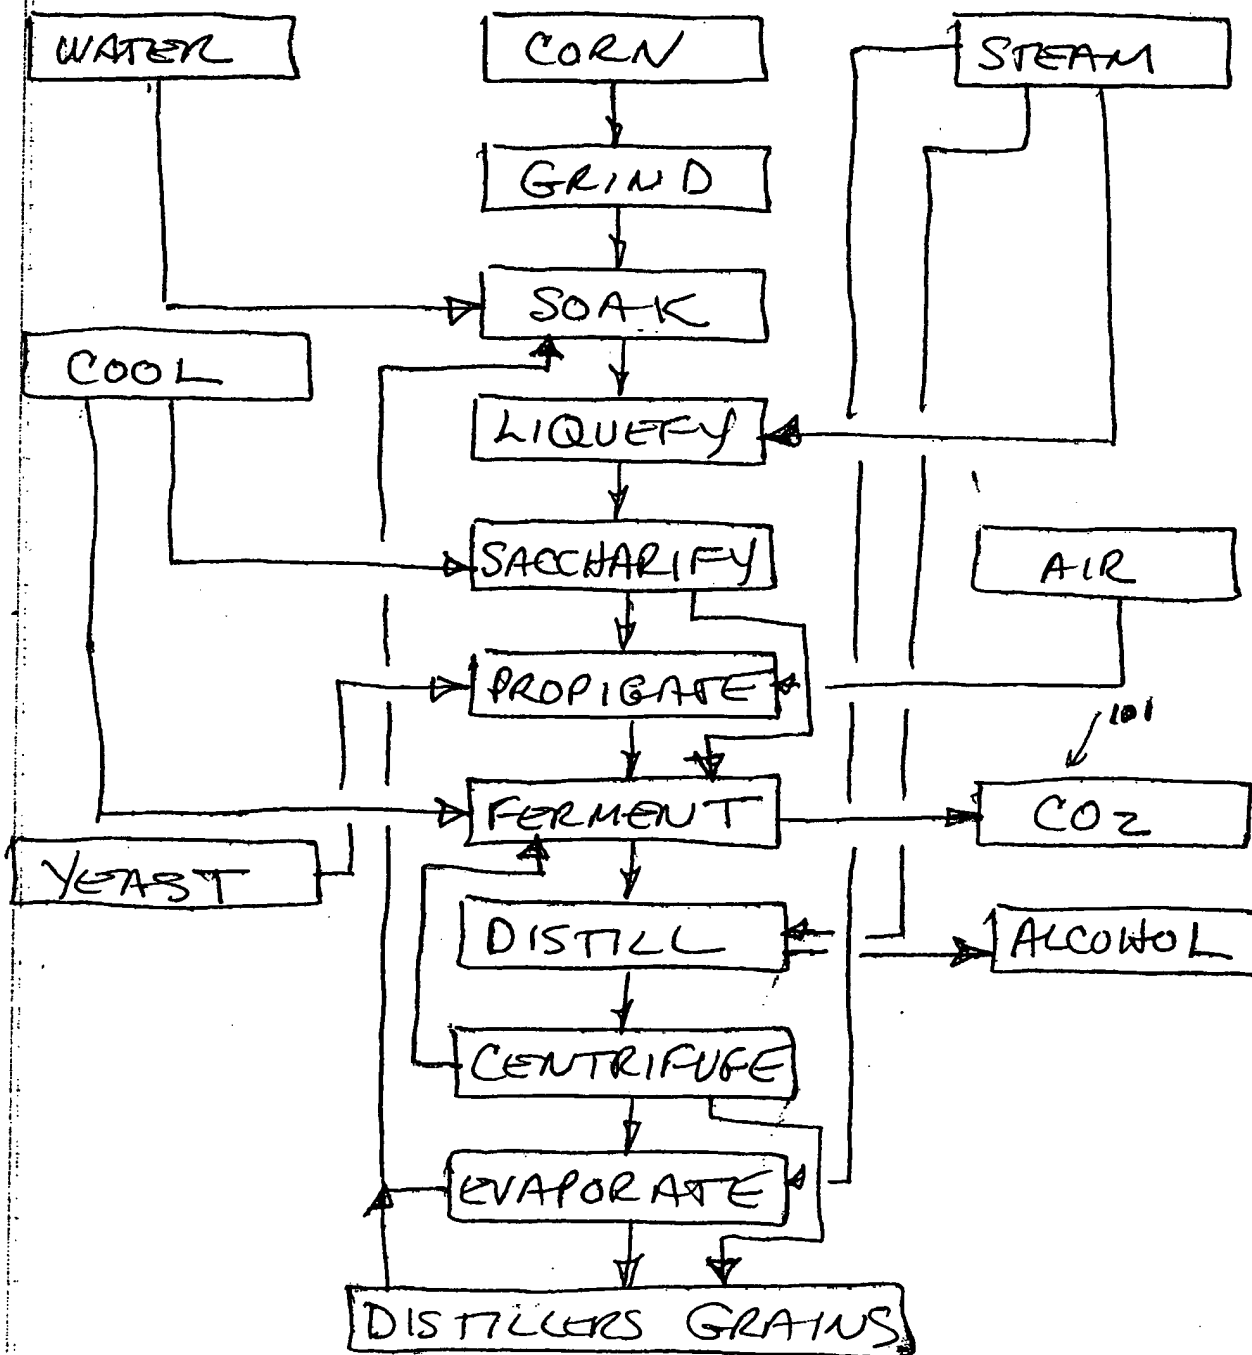 WATER
CORN
STEAM
GRIND
SOAK
COOL
LIQUEFY
SACCHARIFY
AIR
PROPIGATE
101
FERMENT
CO2
YEAST
DISTILL
ALCOHOL
CENTRIFUGE
EVAPORATE
DISTILLERS GRAINS